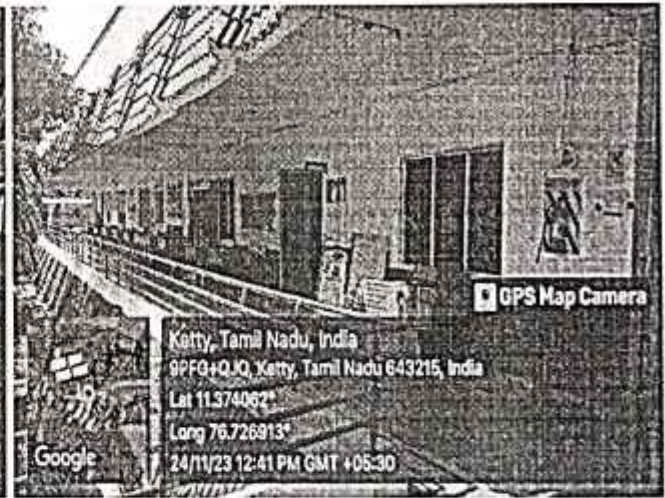 GPS Map Camera
Ketty, Tamil Nadu, India
9PFG+QJQ, Ketty, Tamil Nadu 643215, India
Lat 11.374062°
Long 76.726913°
24/11/23 12:41 PM GMT +05:30
Google